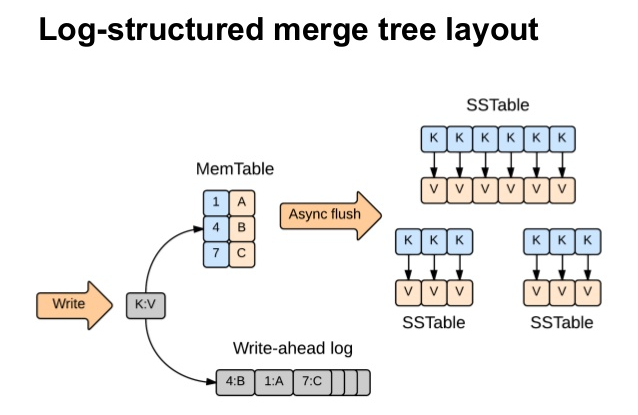 Log-structured merge tree layout
SSTable
K K K K K K
V V V V V V
MemTable
1 A
4 B
7 C
Async flush
K K K
V V V
SSTable
K K K
V V V
SSTable
Write
K:V
Write-ahead log
4:B 1:A 7:C